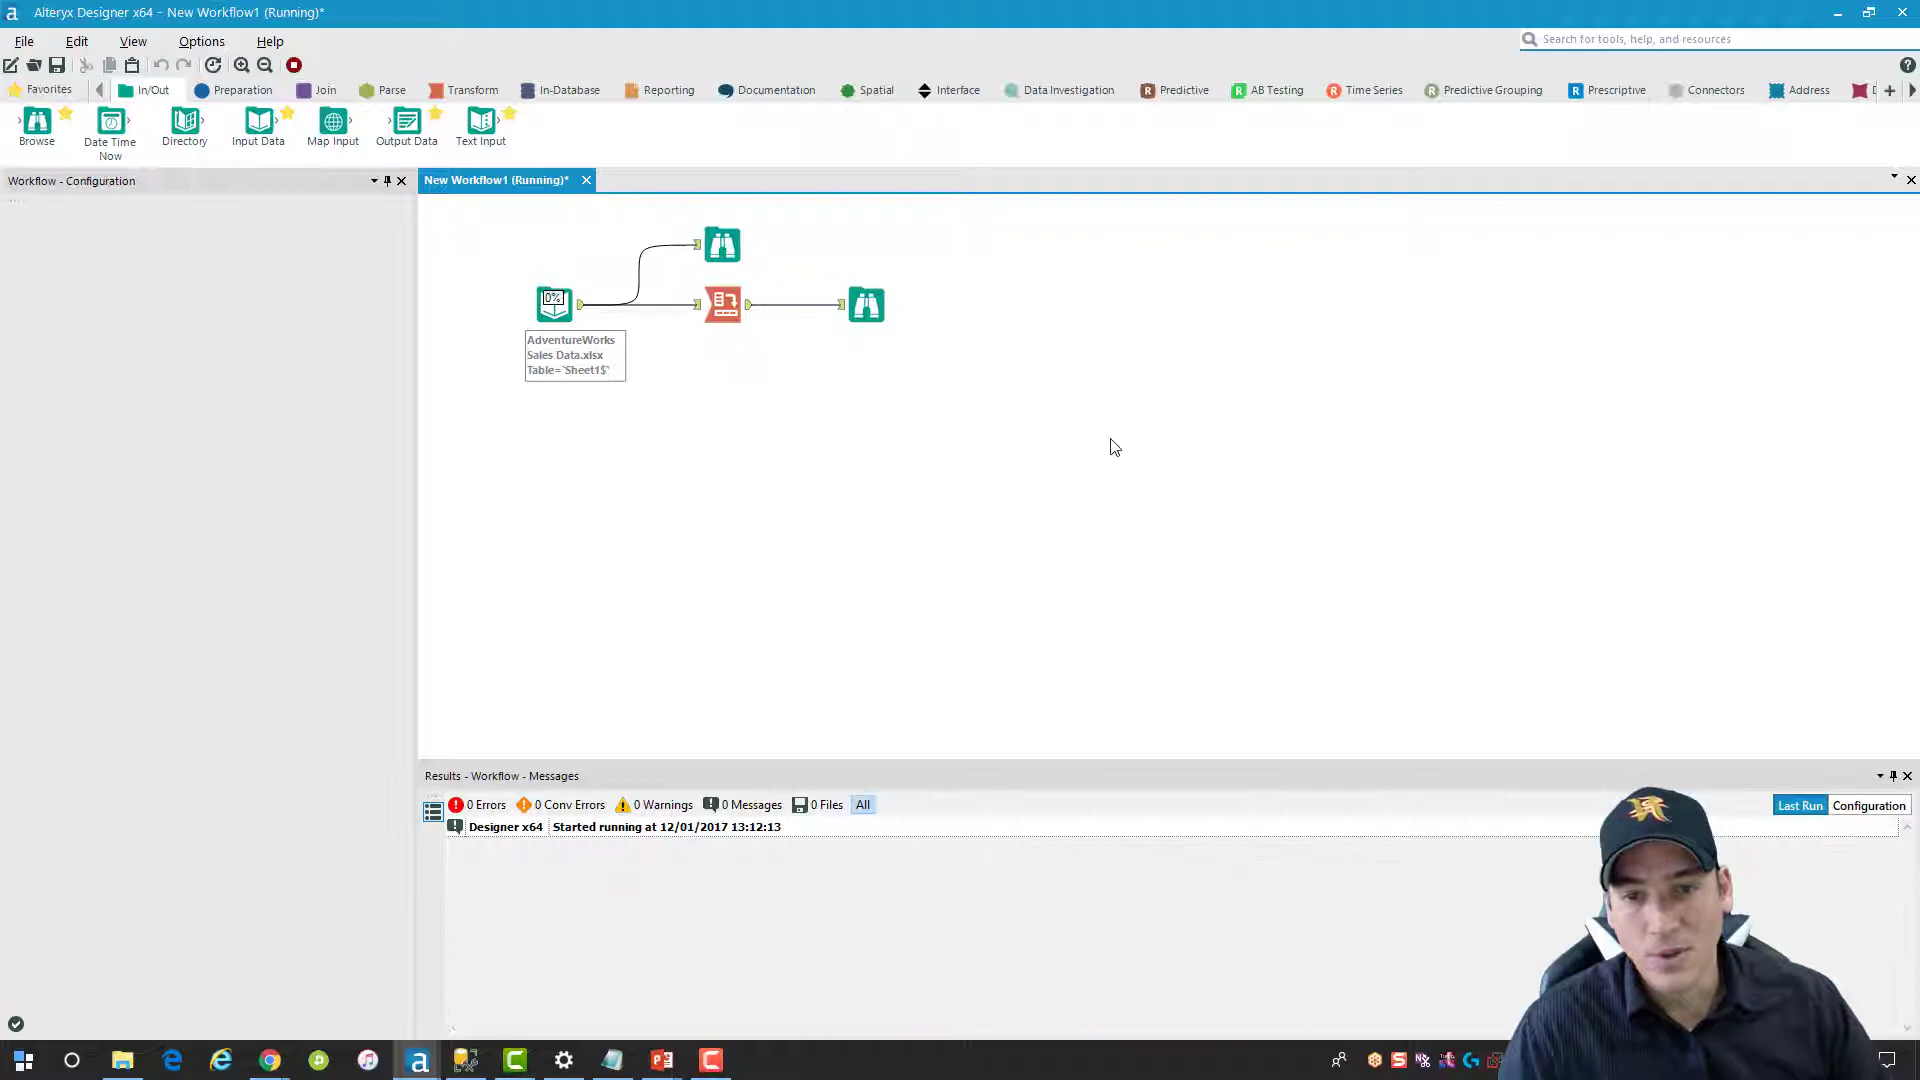 a Alteryx Designer x64 - New Workflow1 (Running)*
File Edit View Options Help
Search for tools, help, and resources
Favorites In/Out Preparation Join Parse Transform In-Database Reporting Documentation Spatial Interface Data Investigation R Predictive R AB Testing R Time Series R Predictive Grouping R Prescriptive Connectors Address
Browse Date Time Now Directory Input Data Map Input Output Data Text Input
Workflow - Configuration
New Workflow1 (Running)*
0%
AdventureWorks
Sales Data.xlsx
Table=`Sheet1$`
Results - Workflow - Messages
0 Errors 0 Conv Errors 0 Warnings 0 Messages 0 Files All Last Run Configuration
Designer x64 Started running at 12/01/2017 13:12:13